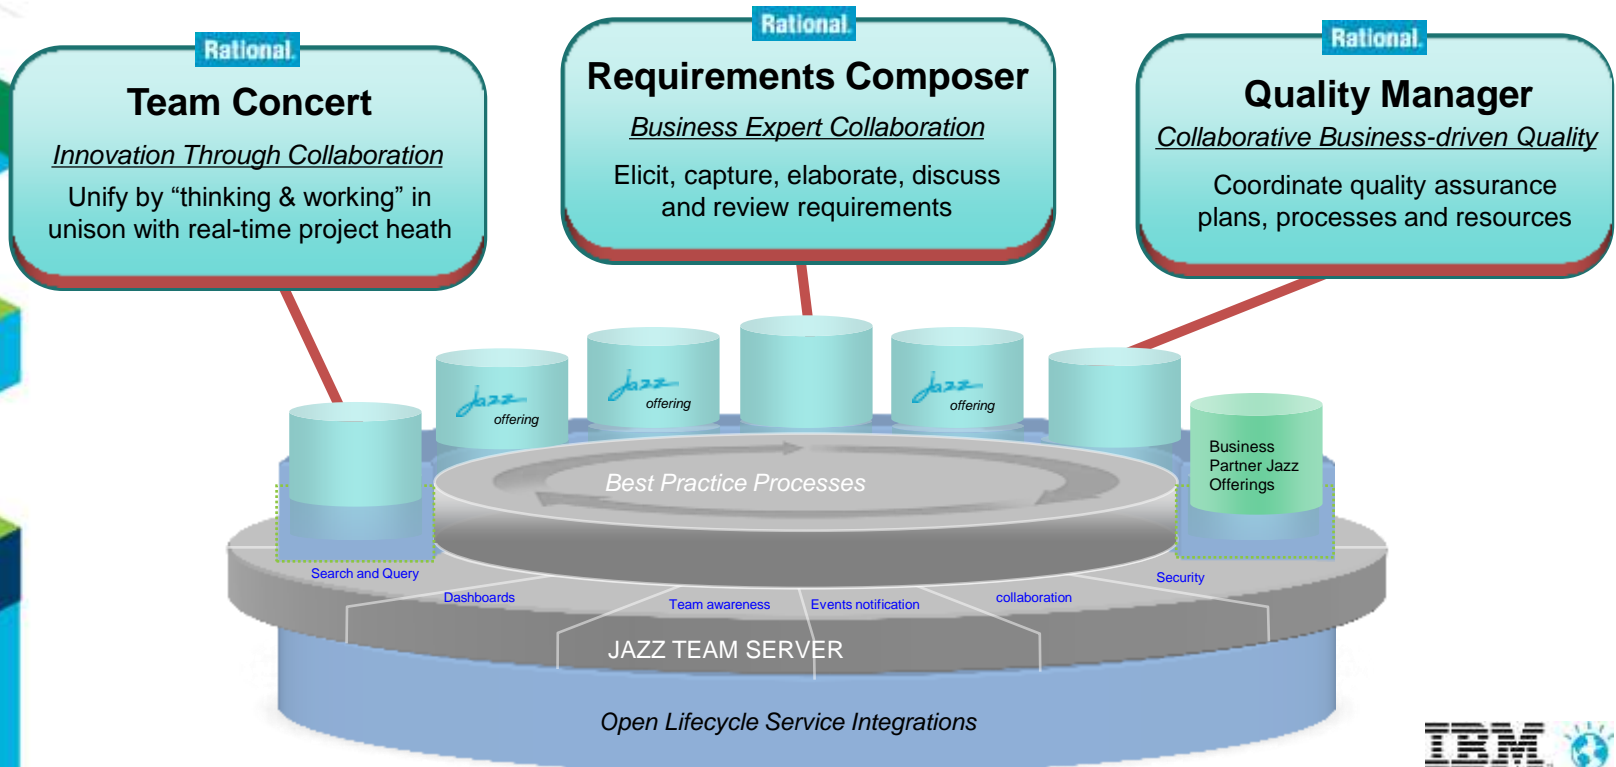 Rational.
Team Concert
Innovation Through Collaboration
Unify by “thinking & working” in
unison with real-time project heath
Rational.
Requirements Composer
Business Expert Collaboration
Elicit, capture, elaborate, discuss
and review requirements
Rational.
Quality Manager
Collaborative Business-driven Quality
Coordinate quality assurance
plans, processes and resources
Jazz
offering
Jazz
offering
Jazz
offering
Business
Partner Jazz
Offerings
Best Practice Processes
Search and Query
Dashboards
Team awareness
Events notification
collaboration
Security
JAZZ TEAM SERVER
Open Lifecycle Service Integrations
IBM